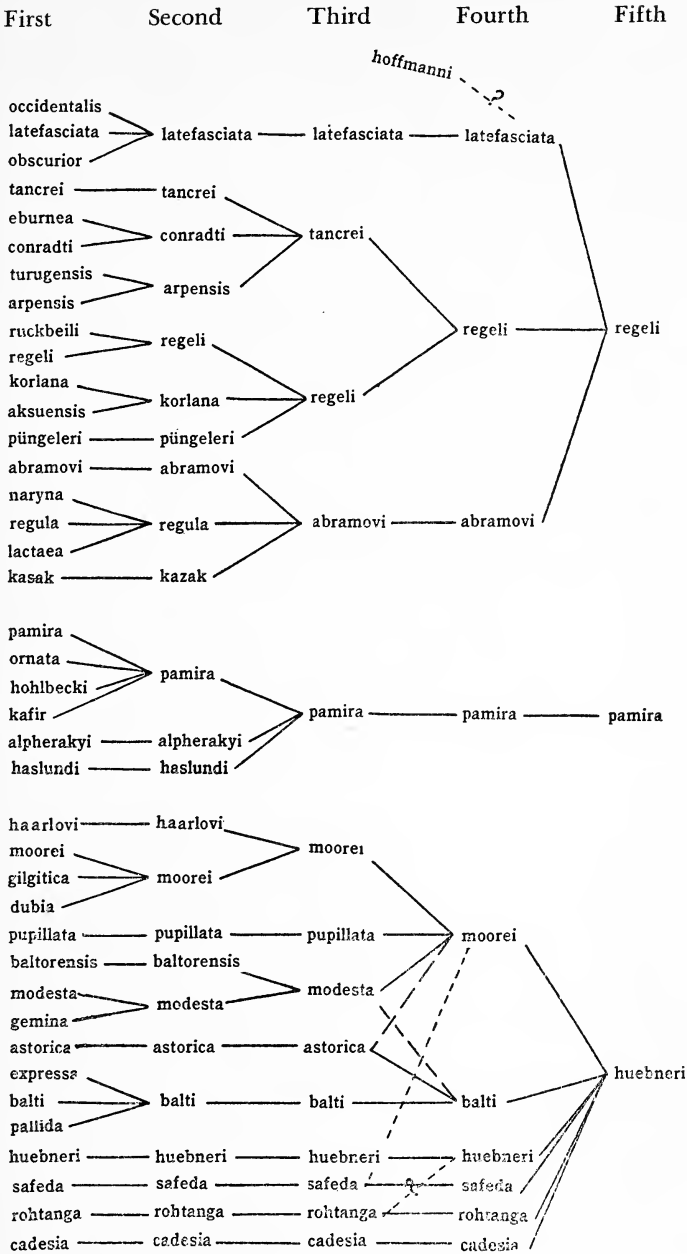 First Second Third Fourth Fifth
hoffmanni
?
occidentalis
latefasciata latefasciata latefasciata latefasciata
obscurior
tancrei tancrei
eburnea
conradti conradti tancrei
turugensis
arpensis arpensis
ruckbeili
regeli regeli regeli regeli
korlana
aksuensis korlana regeli
püngeleri püngeleri
abramovi abramovi
naryna
regula regula abramovi abramovi
lactaea
kasak kazak
pamira
ornata
hohlbecki pamira
kafir
pamira pamira pamira
alpherakyi alpherakyi
haslundi haslundi
haarlovi haarlovi
moorei moorei
gilgitica moorei
dubia
pupillata pupillata pupillata moorei
baltorensis baltorensis
modesta modesta modesta
gemina
astorica astorica astorica
expressa huebneri
balti balti balti balti
pallida
huebneri huebneri huebneri huebneri
safeda safeda safeda ? safeda
rohtanga rohtanga rohtanga rohtanga
cadesia cadesia cadesia cadesia